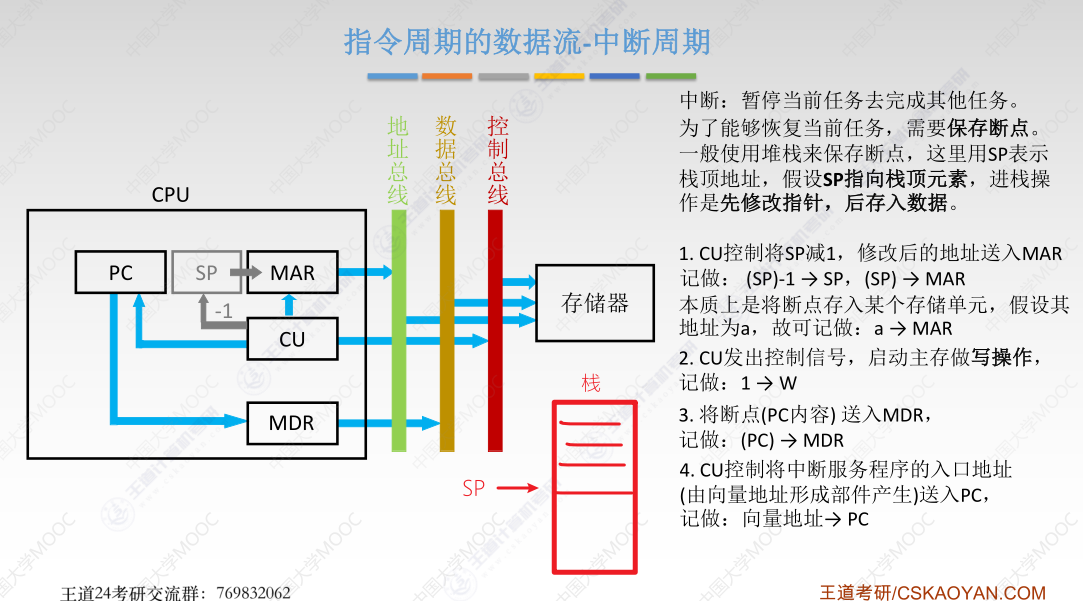 指令周期的数据流-中断周期
中断：暂停当前任务去完成其他任务。
为了能够恢复当前任务，需要保存断点。
一般使用堆栈来保存断点，这里用SP表示
栈顶地址，假设SP指向栈顶元素，进栈操
作是先修改指针，后存入数据。
1. CU控制将SP减1，修改后的地址送入MAR
记做： (SP)-1 → SP，(SP) → MAR
本质上是将断点存入某个存储单元，假设其
地址为a，故可记做：a → MAR
2. CU发出控制信号，启动主存做写操作，
记做：1 → W
3. 将断点(PC内容) 送入MDR，
记做：(PC) → MDR
4. CU控制将中断服务程序的入口地址
(由向量地址形成部件产生)送入PC，
记做：向量地址→ PC
CPU
地址总线
数据总线
控制总线
PC
SP
MAR
-1
CU
MDR
存储器
栈
SP
王道24考研交流群：769832062
王道考研/CSKAOYAN.COM
中国大学MOOC